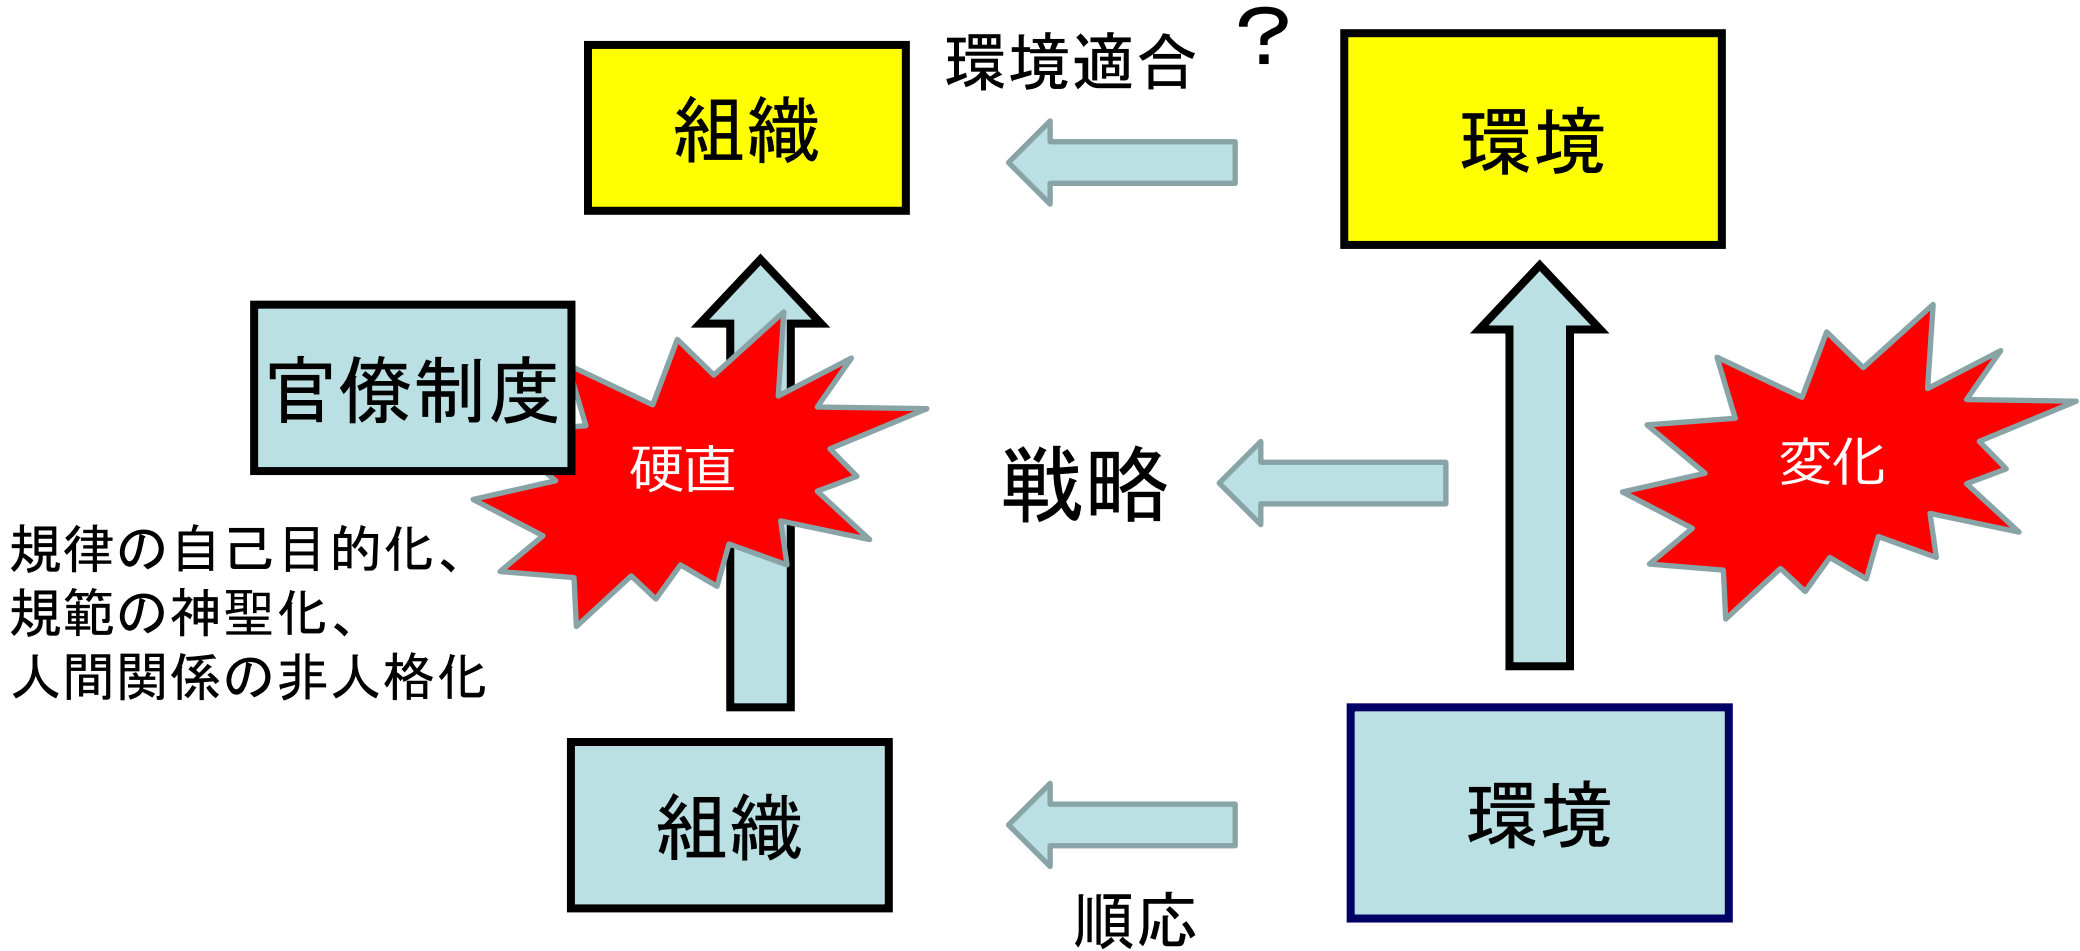 環境適合
?
組織
環境
官僚制度
硬直
戦略
変化
規律の自己目的化、
規範の神聖化、
人間関係の非人格化
組織
環境
順応